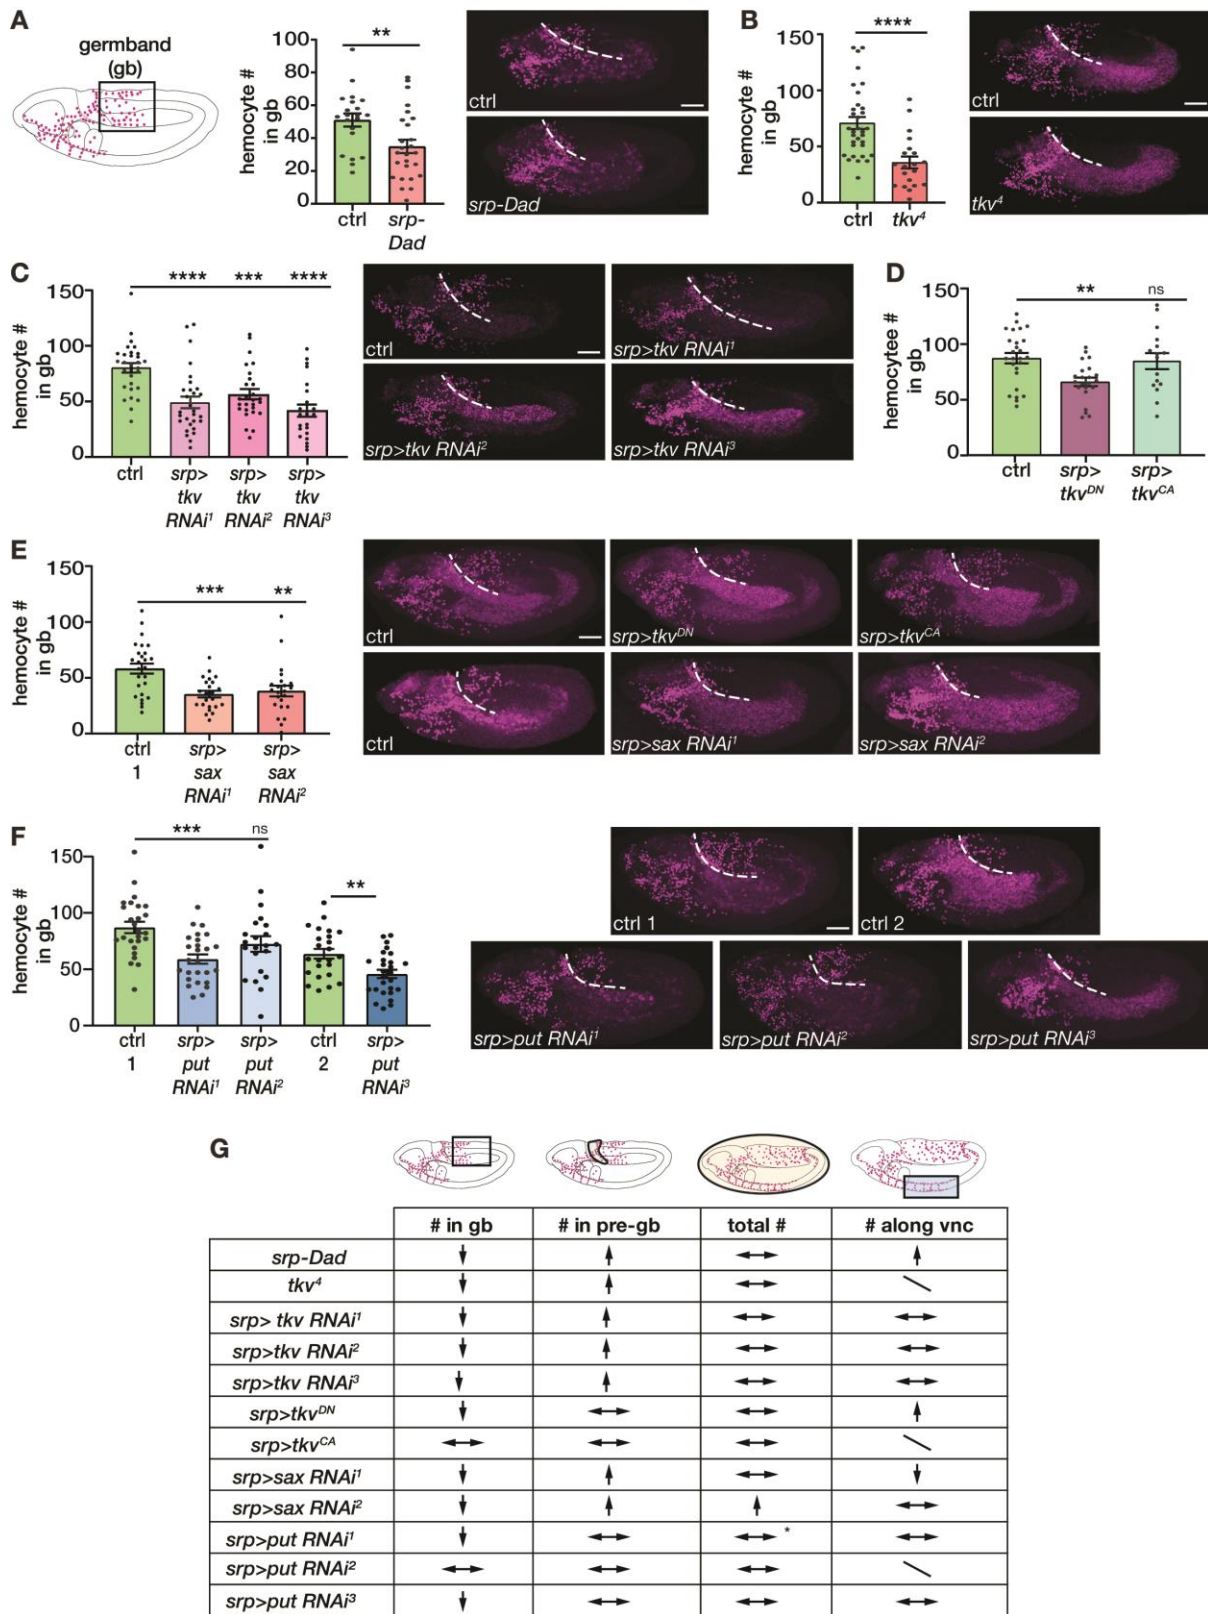 A
germband
(gb)
hemocyte #
in gb
100
80
60
40
20
0
**
ctrl
srp-
Dad
ctrl
srp-Dad
B
hemocyte #
in gb
150
100
50
0
****
ctrl
tkv⁴
ctrl
tkv⁴
C
hemocyte #
in gb
150
100
50
0
**** *** ****
ctrl
srp>
tkv
RNAi¹
srp>
tkv
RNAi²
srp>
tkv
RNAi³
ctrl
srp>tkv RNAi¹
srp>tkv RNAi²
srp>tkv RNAi³
D
hemocytee #
in gb
150
100
50
0
** ns
ctrl
srp>
tkvᴰᴺ
srp>
tkvᶜᴬ
E
hemocyte #
in gb
150
100
50
0
*** **
ctrl
1
srp>
sax
RNAi¹
srp>
sax
RNAi²
ctrl
srp>tkvᴰᴺ
srp>tkvᶜᴬ
ctrl
srp>sax RNAi¹
srp>sax RNAi²
F
hemocyte #
in gb
150
100
50
0
*** ns
**
ctrl
1
srp>
put
RNAi¹
srp>
put
RNAi²
ctrl
2
srp>
put
RNAi³
ctrl 1
ctrl 2
srp>put RNAi¹
srp>put RNAi²
srp>put RNAi³
G
# in gb # in pre-gb total # # along vnc
srp-Dad ↓ ↑ ↔ ↑
tkv⁴ ↓ ↑ ↔ \
srp> tkv RNAi¹ ↓ ↑ ↔ ↔
srp>tkv RNAi² ↓ ↑ ↔ ↔
srp>tkv RNAi³ ↓ ↑ ↔ ↔
srp>tkvᴰᴺ ↓ ↔ ↔ ↑
srp>tkvᶜᴬ ↔ ↔ ↔ \
srp>sax RNAi¹ ↓ ↑ ↔ ↓
srp>sax RNAi² ↓ ↑ ↑ ↔
srp>put RNAi¹ ↓ ↔ ↔ * ↔
srp>put RNAi² ↔ ↔ ↔ \
srp>put RNAi³ ↓ ↔ ↔ ↔